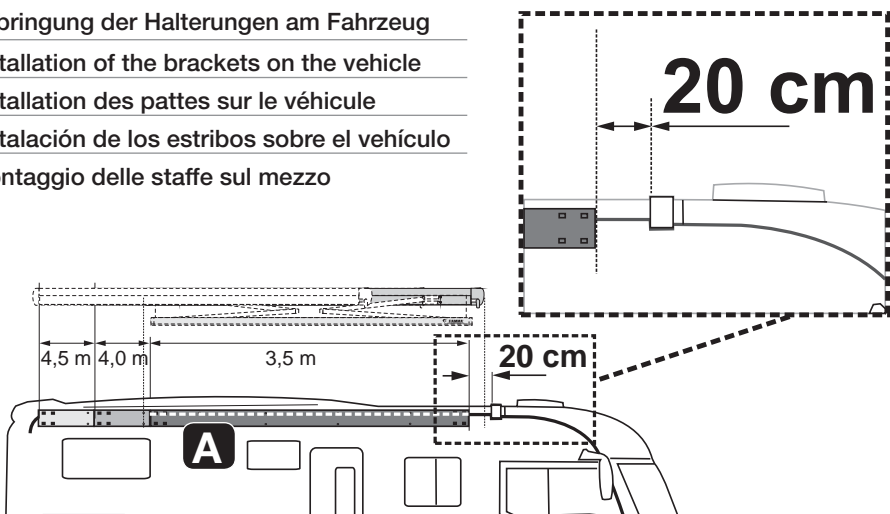 bringung der Halterungen am Fahrzeug
tallation of the brackets on the vehicle
tallation des pattes sur le véhicule
talación de los estribos sobre el vehículo
ontaggio delle staffe sul mezzo
20 cm
4,5 m 4,0 m 3,5 m
20 cm
A